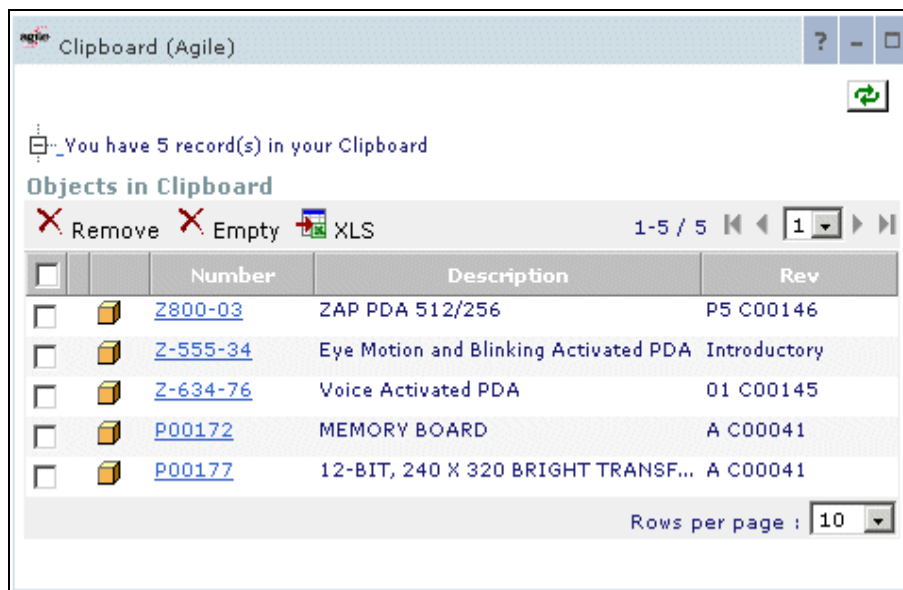 agile Clipboard (Agile) ?
You have 5 record(s) in your Clipboard
Objects in Clipboard
Remove Empty XLS 1-5 / 5 1
Number Description Rev
Z800-03 ZAP PDA 512/256 P5 C00146
Z-555-34 Eye Motion and Blinking Activated PDA Introductory
Z-634-76 Voice Activated PDA 01 C00145
P00172 MEMORY BOARD A C00041
P00177 12-BIT, 240 X 320 BRIGHT TRANSF... A C00041
Rows per page : 10